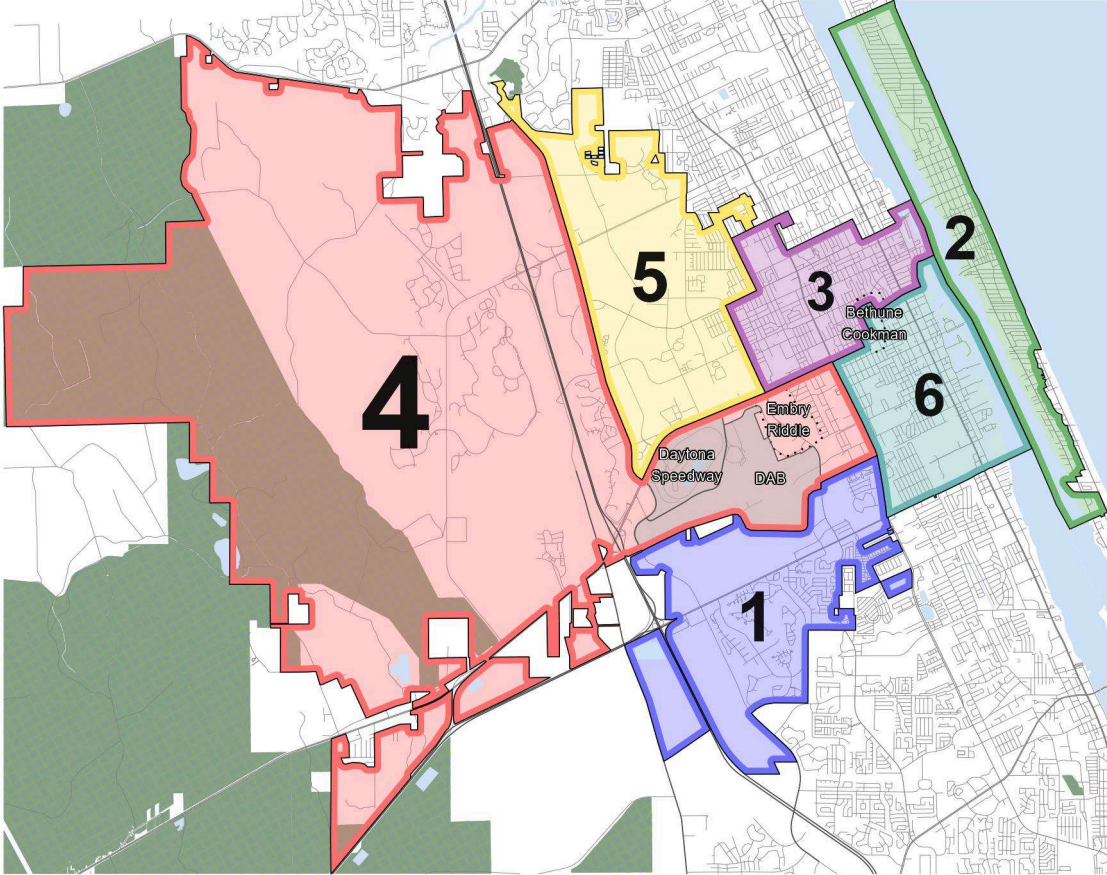 2
5
3
Bethune
Cookman
4
6
Embry
Riddle
Daytona
Speedway
DAB
1